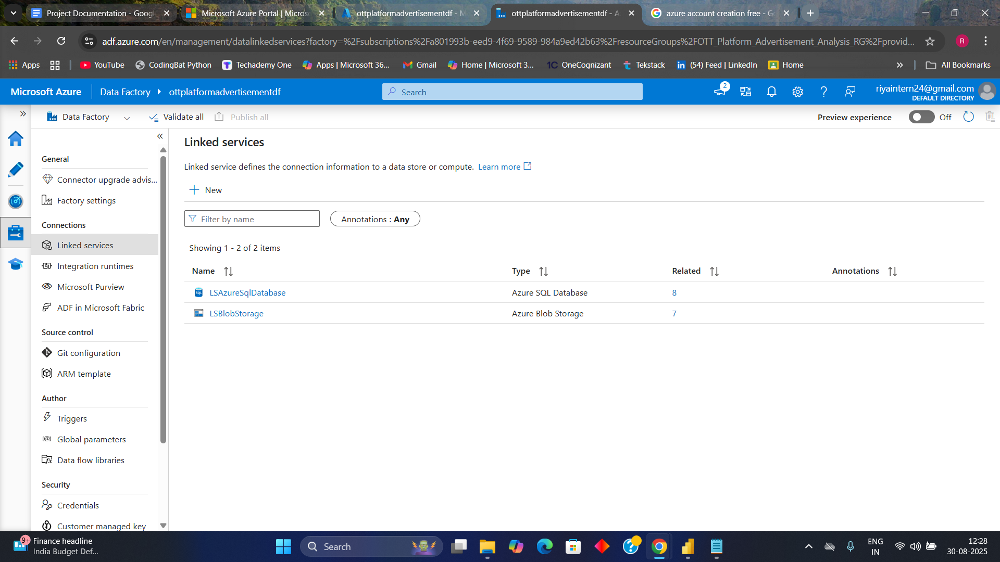 Project Documentation - Googl
Microsoft Azure Portal | Micros
ottplatformadvertisementdf - M
ottplatformadvertisementdf - A
azure account creation free - Go
adf.azure.com/en/management/datalinkedservices?factory=%2Fsubscriptions%2Fa801993b-eed9-4f69-9589-984a9ed42b63%2FresourceGroups%2FOTT_Platform_Advertisement_Analysis_RG%2Fprovid...
R
Apps
YouTube
CodingBat Python
Techademy One
Apps | Microsoft 36...
Gmail
Home | Microsoft 3...
1C OneCognizant
Tekstack
(54) Feed | LinkedIn
Home
All Bookmarks
Microsoft Azure
Data Factory
ottplatformadvertisementdf
Search
2
riyaintern24@gmail.com
DEFAULT DIRECTORY
Data Factory
Validate all
Publish all
Preview experience
Off
General
Connector upgrade advis...
Factory settings
Connections
Linked services
Integration runtimes
Microsoft Purview
ADF in Microsoft Fabric
Source control
Git configuration
ARM template
Author
Triggers
Global parameters
Data flow libraries
Security
Credentials
Customer managed key
Linked services
Linked service defines the connection information to a data store or compute. Learn more
New
Filter by name
Annotations : Any
Showing 1 - 2 of 2 items
Name Type Related Annotations
LSAzureSqlDatabase Azure SQL Database 8
LSBlobStorage Azure Blob Storage 7
9+
Finance headline
India Budget Def...
Search
ENG
IN
12:28
30-08-2025